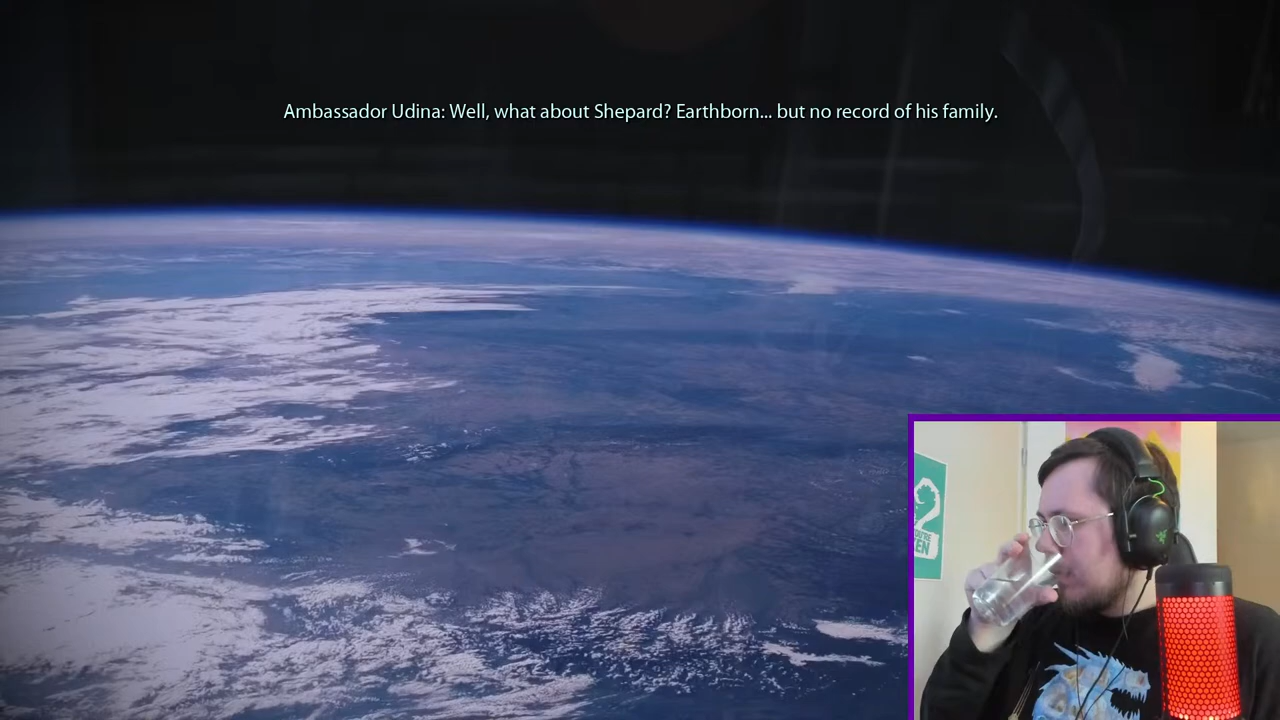 Ambassador Udina: Well, what about Shepard? Earthborn... but no record of his family.